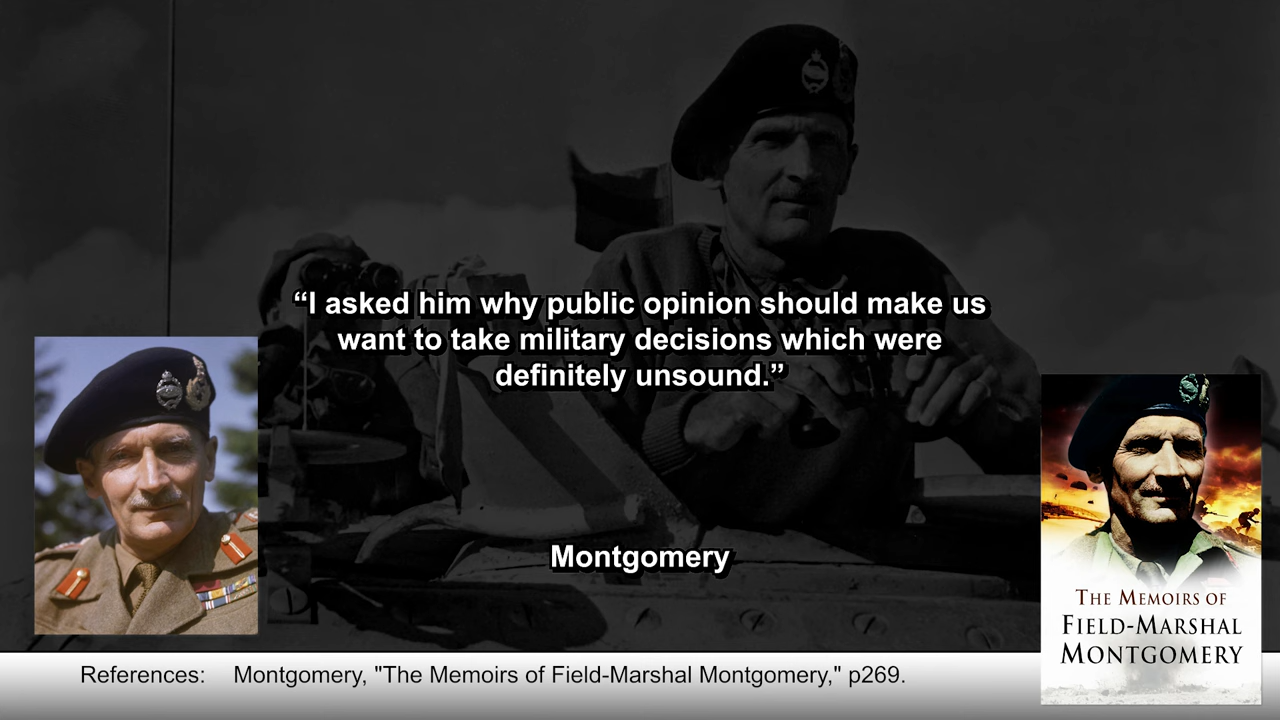 “I asked him why public opinion should make us
want to take military decisions which were
definitely unsound.”
Montgomery
THE MEMOIRS OF
FIELD-MARSHAL
MONTGOMERY
References: Montgomery, "The Memoirs of Field-Marshal Montgomery," p269.